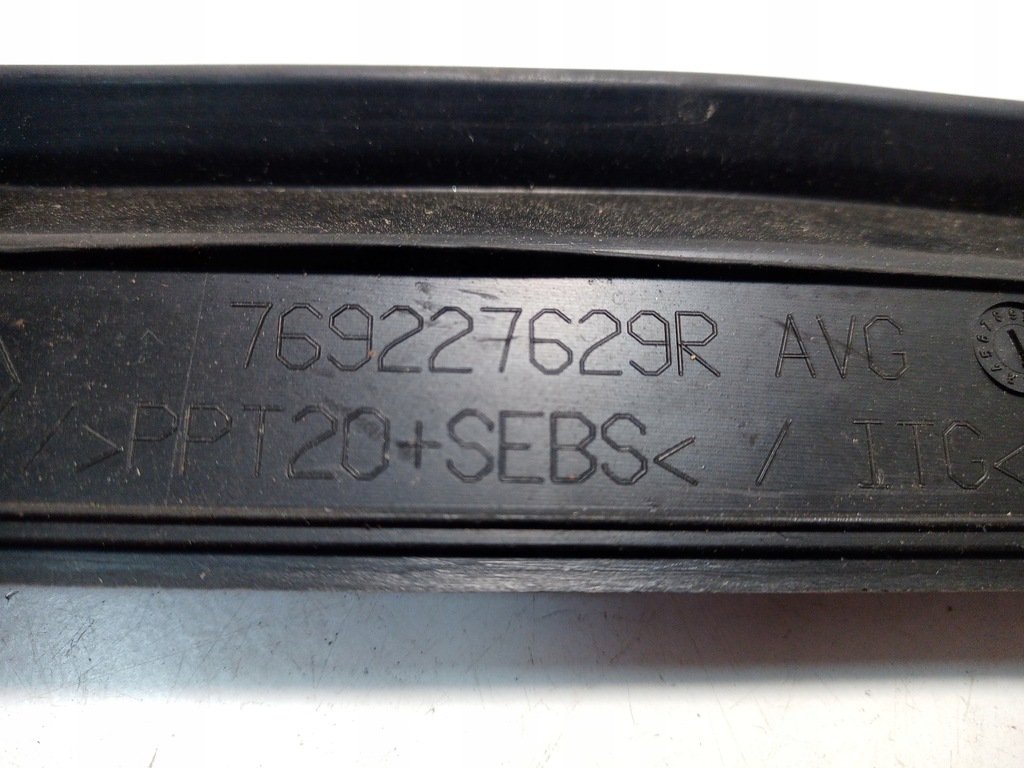 769227629R AVG
/>PPT20+SEBS< / ITG<